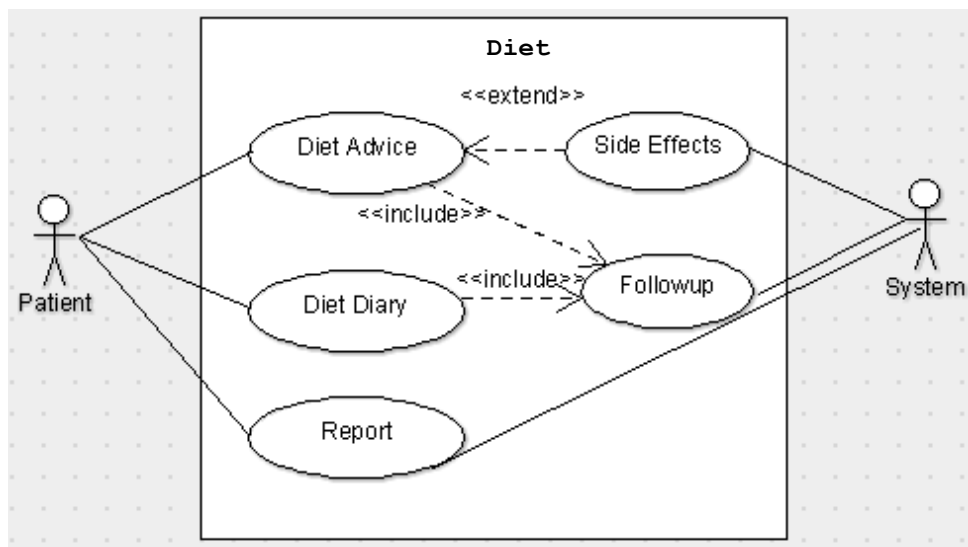 Diet
<<extend>>
Diet Advice
Side Effects
<<include>>
<<include>>
Followup
System
Patient
Diet Diary
Report